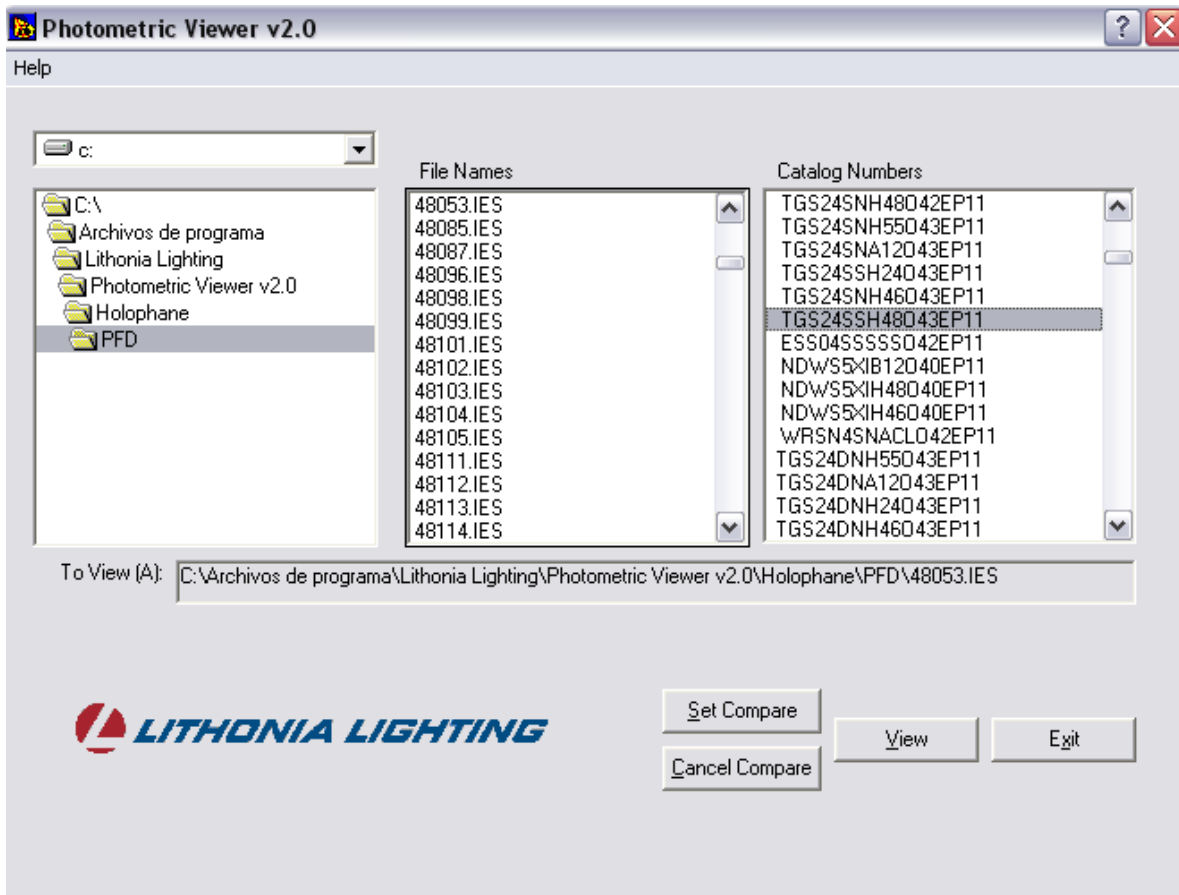 Photometric Viewer v2.0
Help
c:
File Names
Catalog Numbers
C:\
Archivos de programa
Lithonia Lighting
Photometric Viewer v2.0
Holophane
PFD
48053.IES
48085.IES
48087.IES
48096.IES
48098.IES
48099.IES
48101.IES
48102.IES
48103.IES
48104.IES
48105.IES
48111.IES
48112.IES
48113.IES
48114.IES
TGS24SNH48O42EP11
TGS24SNH55O43EP11
TGS24SNA12O43EP11
TGS24SSH24O43EP11
TGS24SNH46O43EP11
TGS24SSH48O43EP11
ESS04SSSSSO42EP11
NDWS5XIB12O40EP11
NDWS5XIH48O40EP11
NDWS5XIH46O40EP11
WRSN4SNACLO42EP11
TGS24DNH55O43EP11
TGS24DNA12O43EP11
TGS24DNH24O43EP11
TGS24DNH46O43EP11
To View (A):
C:\Archivos de programa\Lithonia Lighting\Photometric Viewer v2.0\Holophane\PFD\48053.IES
LITHONIA LIGHTING
Set Compare
Cancel Compare
View
Exit